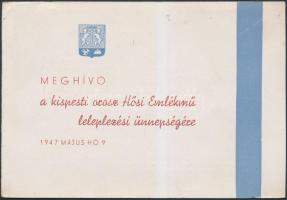 MEGHÍVÓ
a kispesti orosz Hősi Emlékmű
leleplezési ünnepségére
1947 MÁJUS HÓ 9